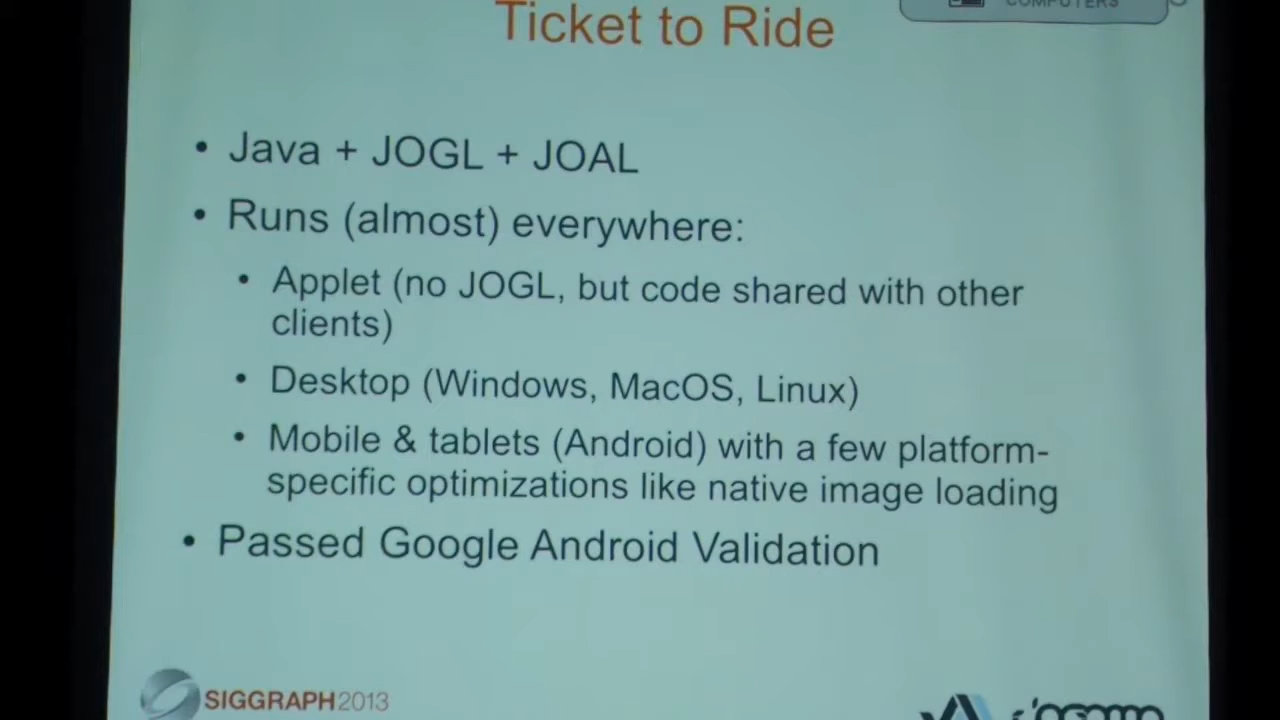 COMPUTERS
Ticket to Ride
• Java + JOGL + JOAL
• Runs (almost) everywhere:
• Applet (no JOGL, but code shared with other
clients)
• Desktop (Windows, MacOS, Linux)
• Mobile & tablets (Android) with a few platform-
specific optimizations like native image loading
• Passed Google Android Validation
SIGGRAPH2013